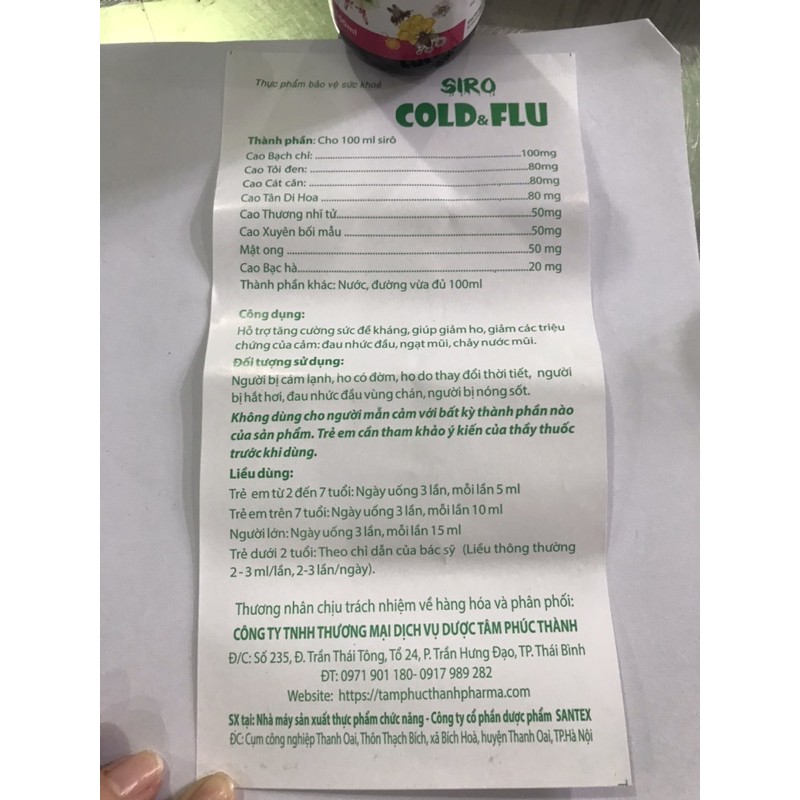 Thực phẩm bảo vệ sức khoẻ
SIRO
COLD & FLU
Thành phần: Cho 100 ml sirô
Cao Bạch chỉ: ....................100mg
Cao Tỏi đen: ....................80mg
Cao Cát căn: ....................80mg
Cao Tân Di Hoa ....................80 mg
Cao Thương nhĩ tử....................50mg
Cao Xuyên bối mẫu ....................50mg
Mật ong ....................50 mg
Cao Bạc hà....................20 mg
Thành phần khác: Nước, đường vừa đủ 100ml
Công dụng:
Hỗ trợ tăng cường sức đề kháng, giúp giảm ho, giảm các triệu
chứng của cảm: đau nhức đầu, ngạt mũi, chảy nước mũi.
Đối tượng sử dụng:
Người bị cảm lạnh, ho có đờm, ho do thay đổi thời tiết, người
bị hắt hơi, đau nhức đầu vùng chán, người bị nóng sốt.
Không dùng cho người mẫn cảm với bất kỳ thành phần nào
của sản phẩm. Trẻ em cần tham khảo ý kiến của thầy thuốc
trước khi dùng.
Liều dùng:
Trẻ em từ 2 đến 7 tuổi: Ngày uống 3 lần, mỗi lần 5 ml
Trẻ em trên 7 tuổi: Ngày uống 3 lần, mỗi lần 10 ml
Người lớn: Ngày uống 3 lần, mỗi lần 15 ml
Trẻ dưới 2 tuổi: Theo chỉ dẫn của bác sỹ (Liều thông thường
2 - 3 ml/lần, 2-3 lần/ngày).
Thương nhân chịu trách nhiệm về hàng hóa và phân phối:
CÔNG TY TNHH THƯƠNG MẠI DỊCH VỤ DƯỢC TÂM PHÚC THÀNH
Đ/C: Số 235, Đ. Trần Thái Tông, Tổ 24, P. Trần Hưng Đạo, TP. Thái Bình
ĐT: 0971 901 180- 0917 989 282
Website: https://tamphucthanhpharma.com
SX tại: Nhà máy sản xuất thực phẩm chức năng - Công ty cổ phần dược phẩm SANTEX
ĐC: Cụm công nghiệp Thanh Oai, Thôn Thạch Bích, xã Bích Hoà, huyện Thanh Oai, TP.Hà Nội